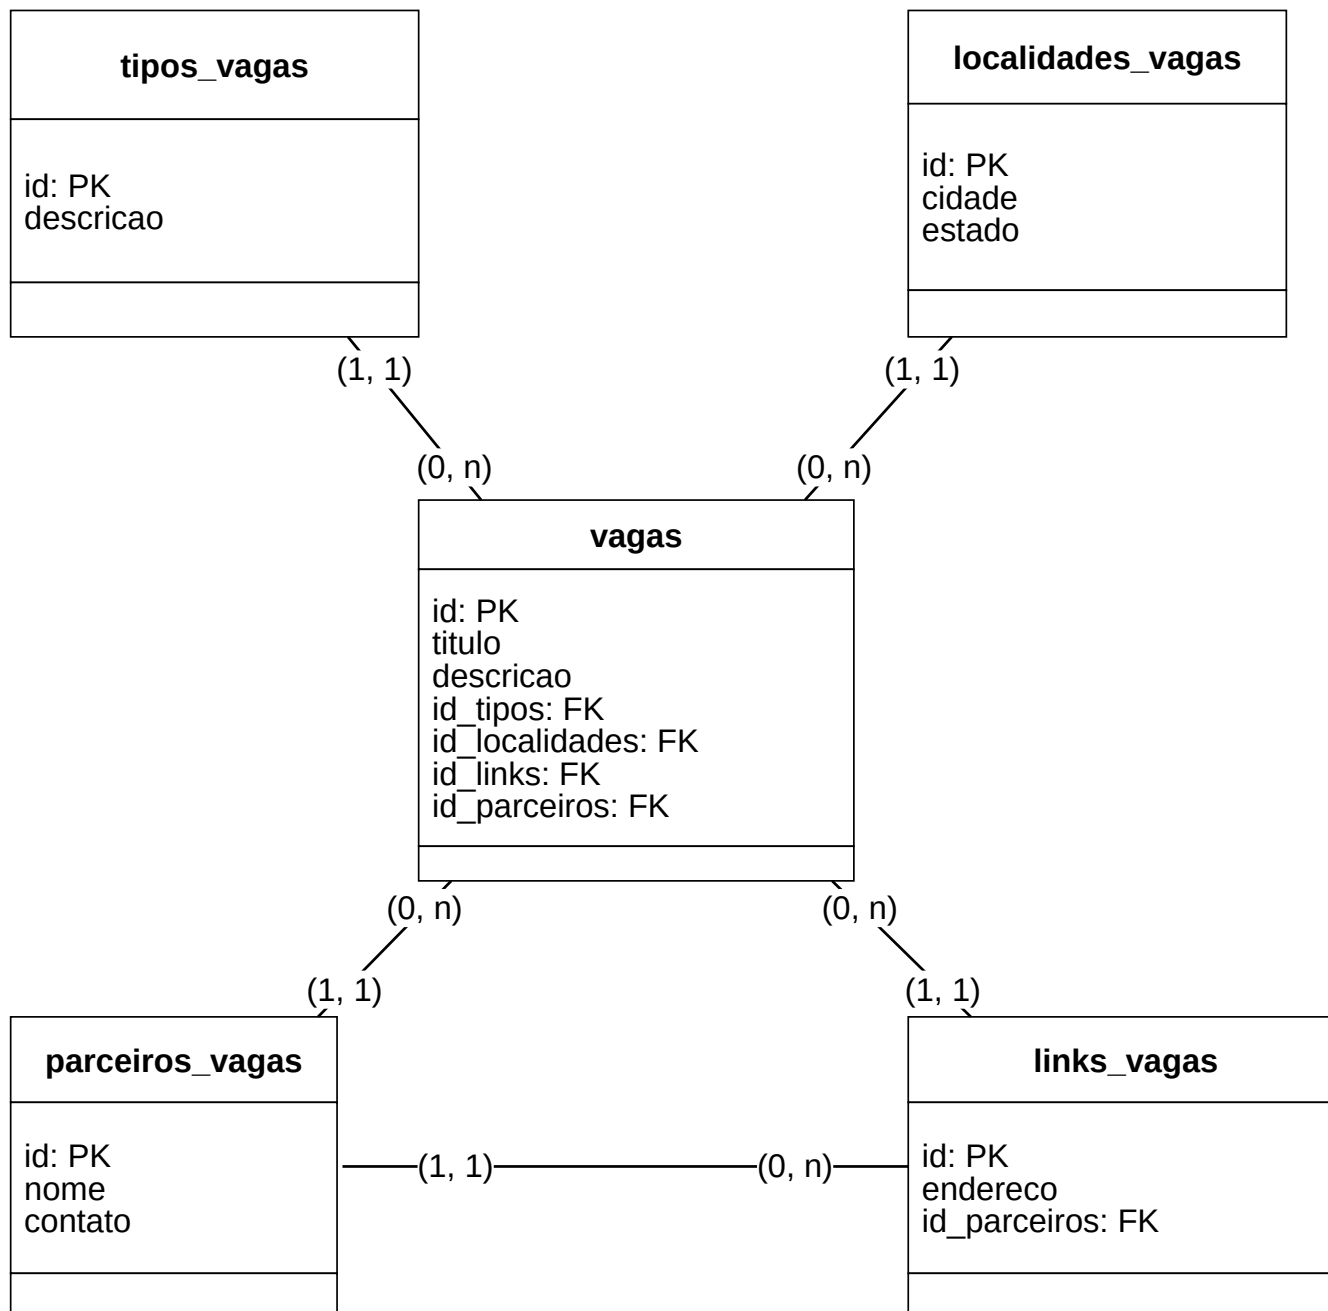 tipos_vagas
id: PK
descricao
localidades_vagas
id: PK
cidade
estado
(1, 1)
(1, 1)
(0, n)
(0, n)
vagas
id: PK
titulo
descricao
id_tipos: FK
id_localidades: FK
id_links: FK
id_parceiros: FK
(0, n)
(0, n)
(1, 1)
(1, 1)
parceiros_vagas
id: PK
nome
contato
(1, 1)
(0, n)
links_vagas
id: PK
endereco
id_parceiros: FK